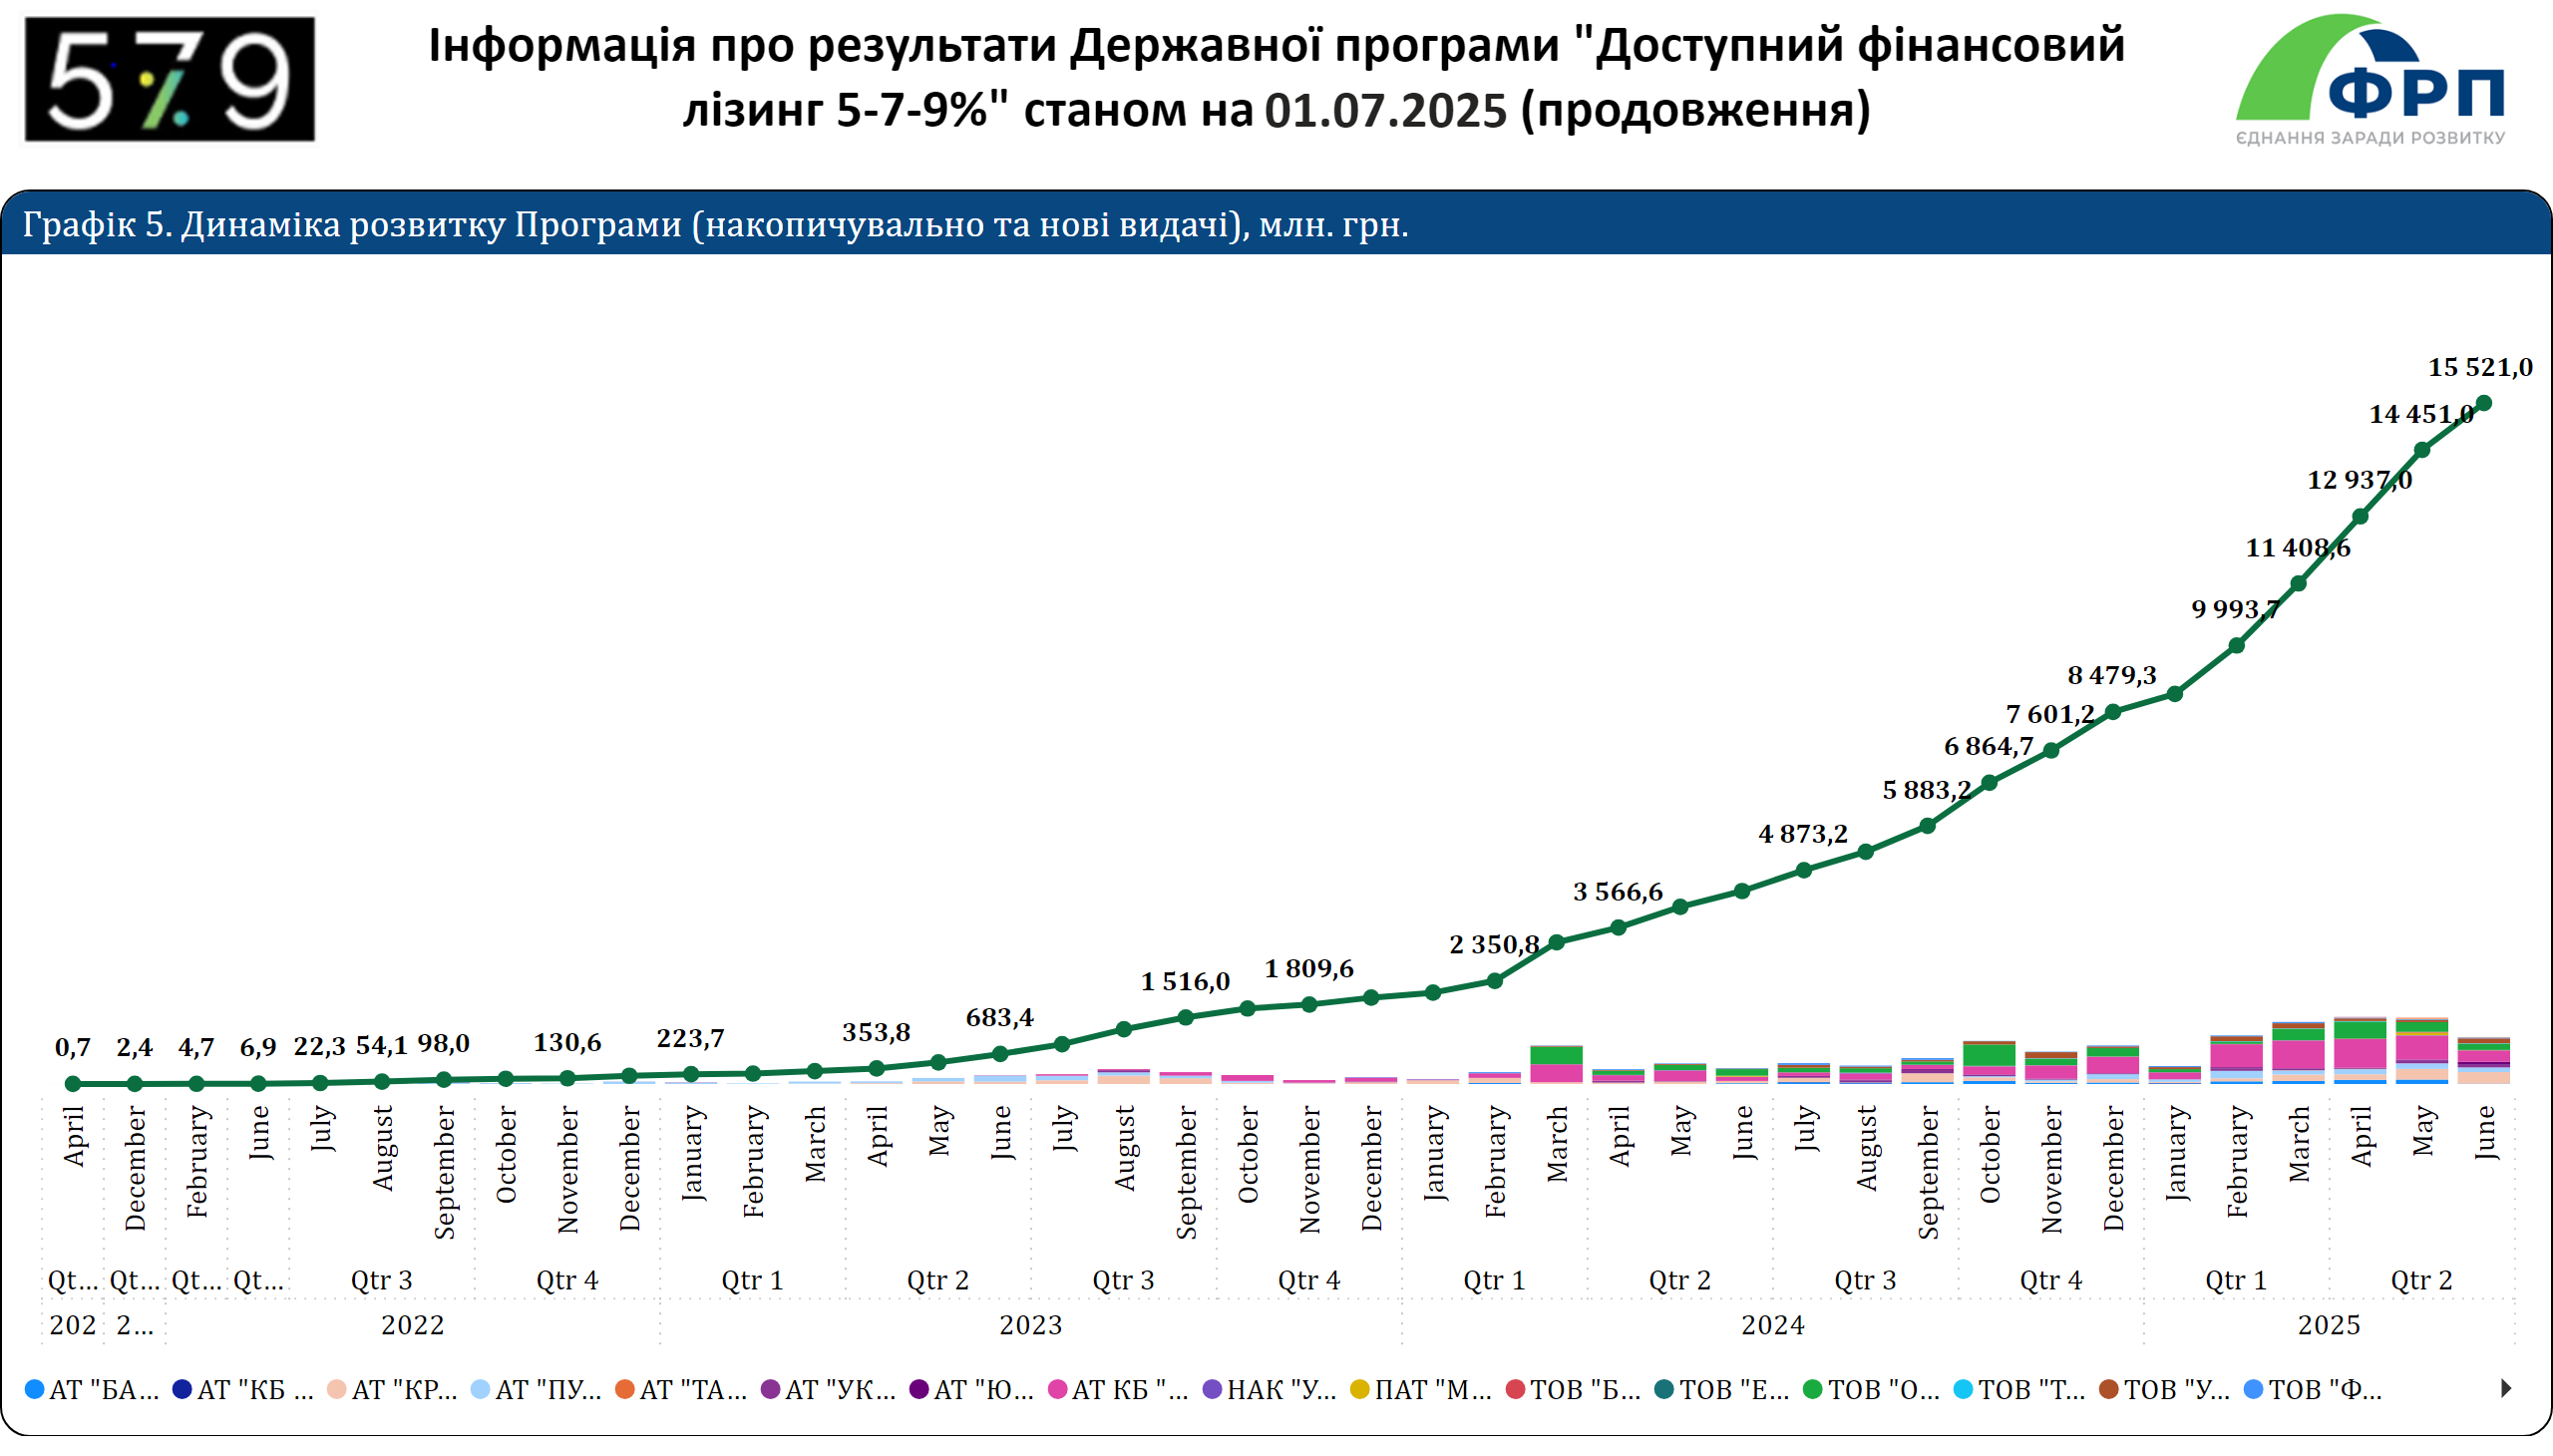 579
Інформація про результати Державної програми "Доступний фінансовий
лізинг 5-7-9%" станом на 01.07.2025 (продовження)
ФРП
ЄДНАННЯ ЗАРАДИ РОЗВИТКУ
Графік 5. Динаміка розвитку Програми (накопичувально та нові видачі), млн. грн.
15 521,0
14 451,0
12 937,0
11 408,6
9 993,7
8 479,3
7 601,2
6 864,7
5 883,2
4 873,2
3 566,6
2 350,8
1 809,6
1 516,0
683,4
353,8
223,7
130,6
0,7 2,4 4,7 6,9 22,3 54,1 98,0
April December February June July August September October November December January February March April May June July August September October November December January February March April May June July August September October November December January February March April May June
Qt... Qt... Qt... Qt... Qtr 3 Qtr 4 Qtr 1 Qtr 2 Qtr 3 Qtr 4 Qtr 1 Qtr 2 Qtr 3 Qtr 4 Qtr 1 Qtr 2
202 2... 2022 2023 2024 2025
АТ "БА... АТ "КБ ... АТ "КР... АТ "ПУ... АТ "ТА... АТ "УК... АТ "Ю... АТ КБ "... НАК "У... ПАТ "М... ТОВ "Б... ТОВ "Е... ТОВ "О... ТОВ "Т... ТОВ "У... ТОВ "Ф...